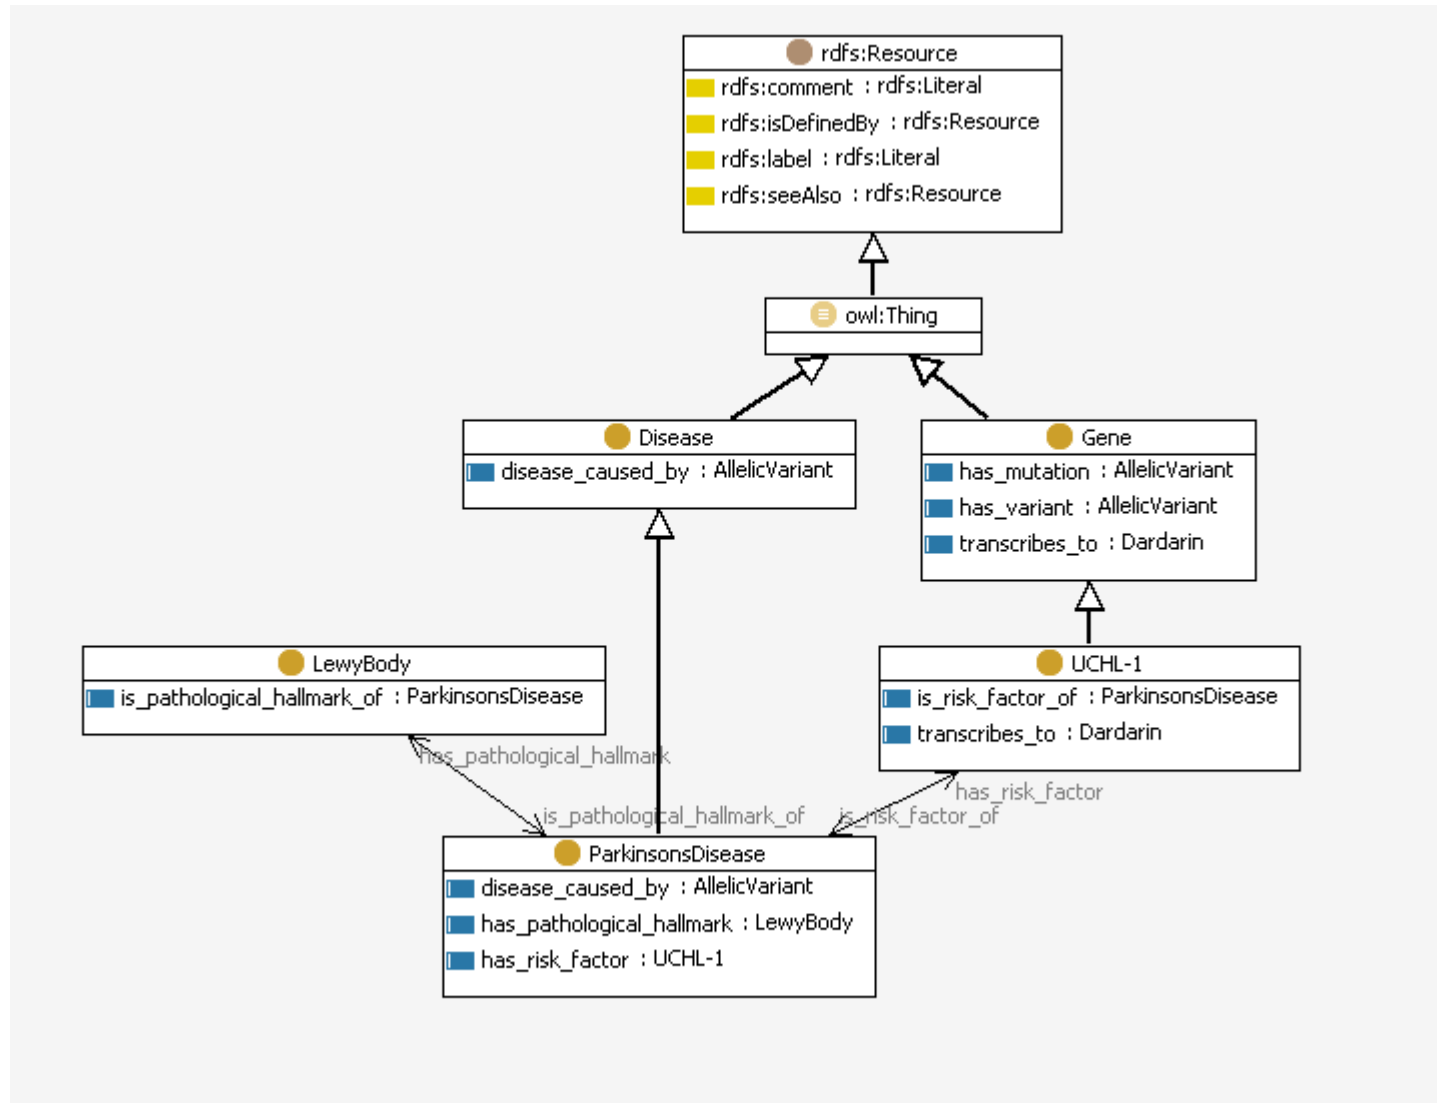 rdfs:Resource
rdfs:comment : rdfs:Literal
rdfs:isDefinedBy : rdfs:Resource
rdfs:label : rdfs:Literal
rdfs:seeAlso : rdfs:Resource
owl:Thing
Disease
disease_caused_by : AllelicVariant
Gene
has_mutation : AllelicVariant
has_variant : AllelicVariant
transcribes_to : Dardarin
LewyBody
is_pathological_hallmark_of : ParkinsonsDisease
UCHL-1
is_risk_factor_of : ParkinsonsDisease
transcribes_to : Dardarin
has_pathological_hallmark
has_risk_factor
is_pathological_hallmark_of
is_risk_factor_of
ParkinsonsDisease
disease_caused_by : AllelicVariant
has_pathological_hallmark : LewyBody
has_risk_factor : UCHL-1